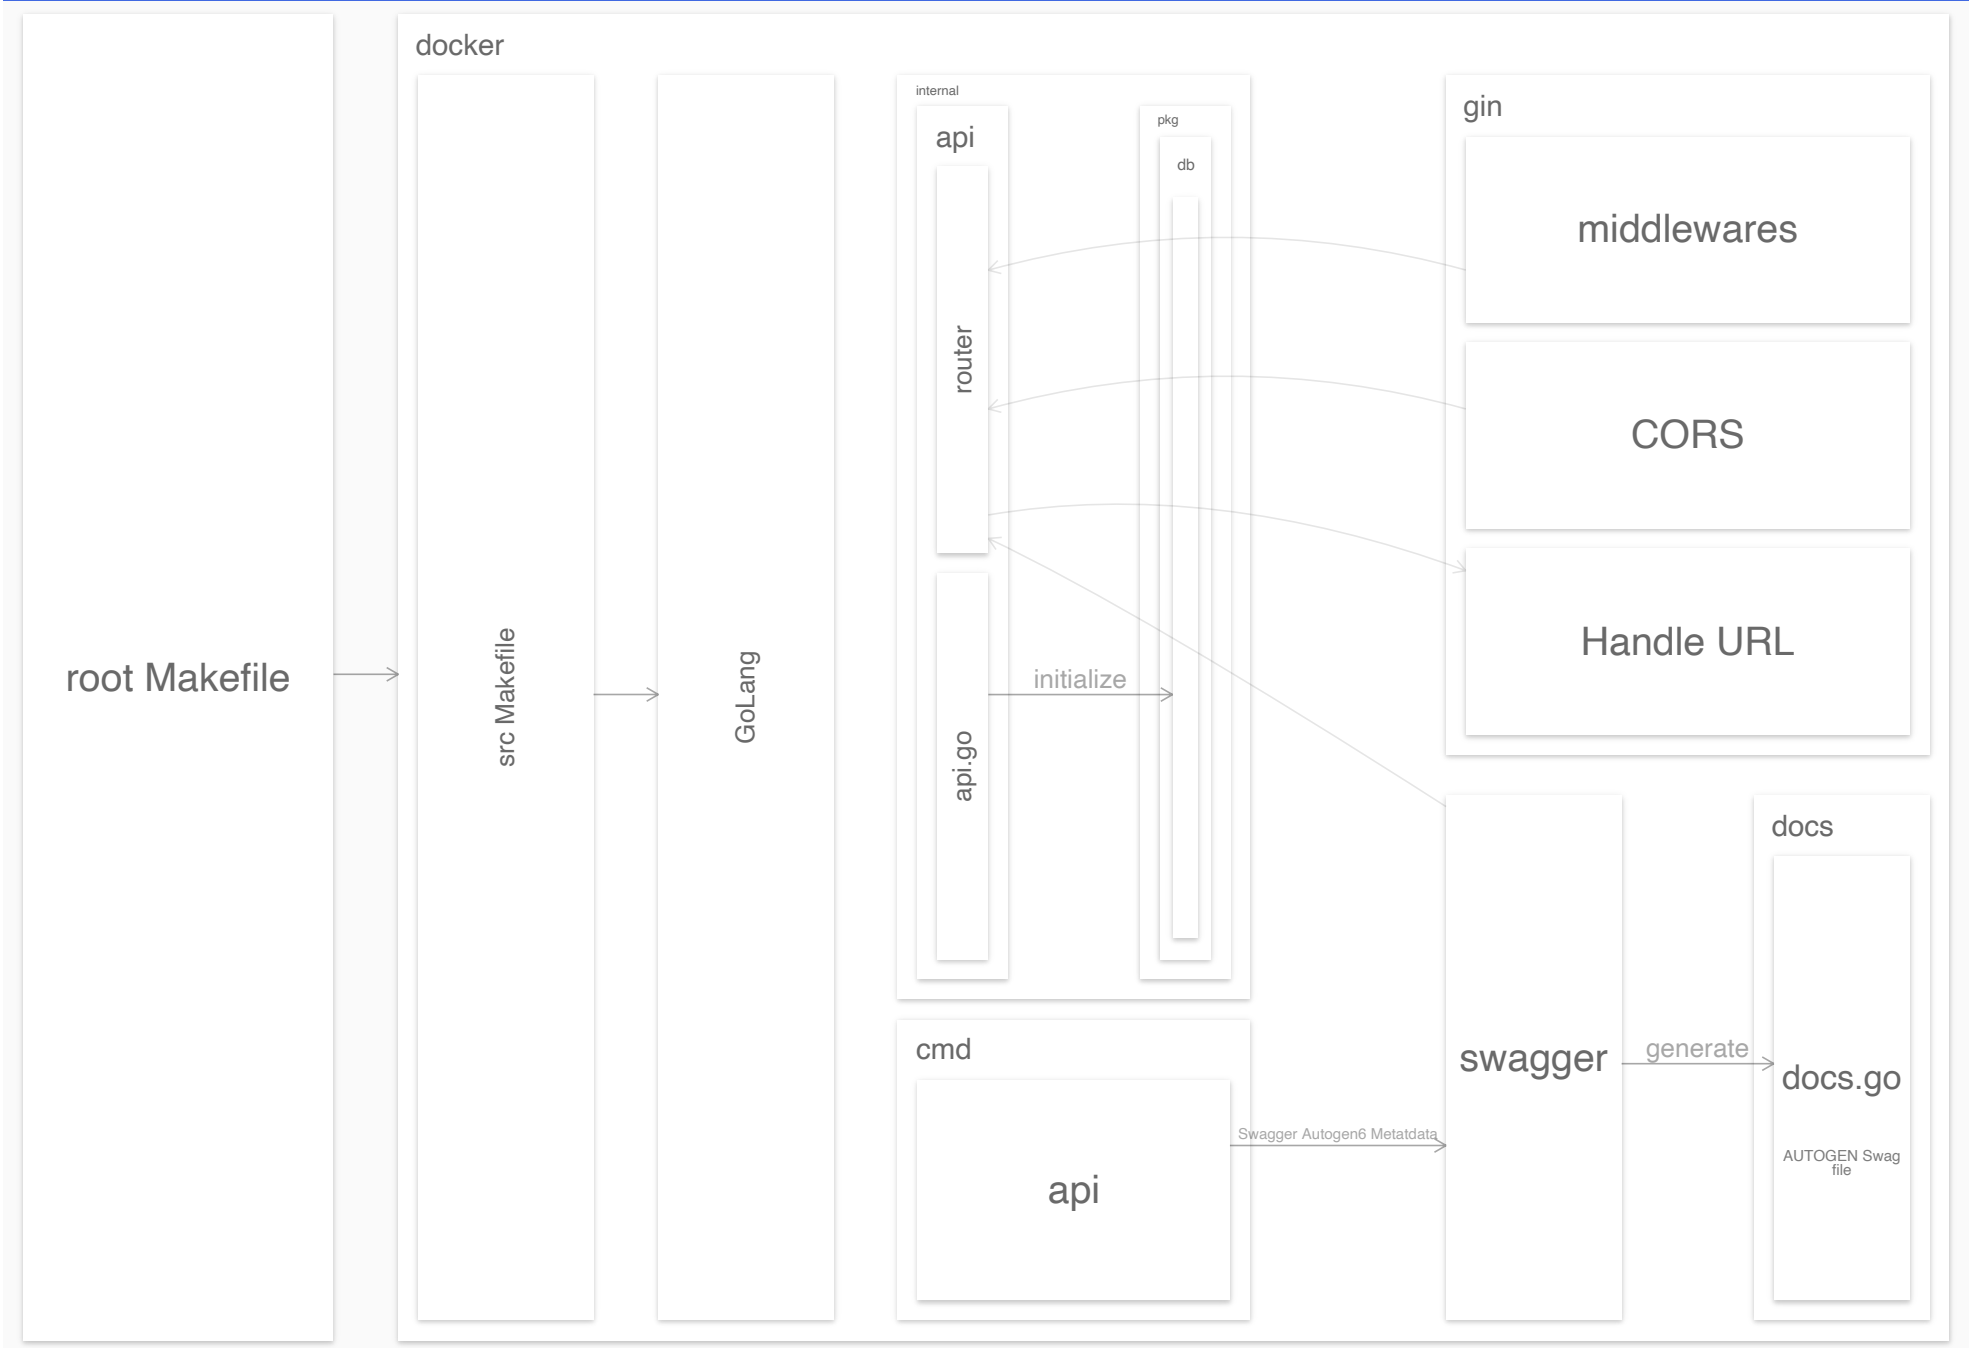 root Makefile
docker
src Makefile
GoLang
internal
api
router
api.go
initialize
pkg
db
gin
middlewares
CORS
Handle URL
cmd
api
Swagger Autogen6 Metatdata
swagger
generate
docs
docs.go
AUTOGEN Swag
file